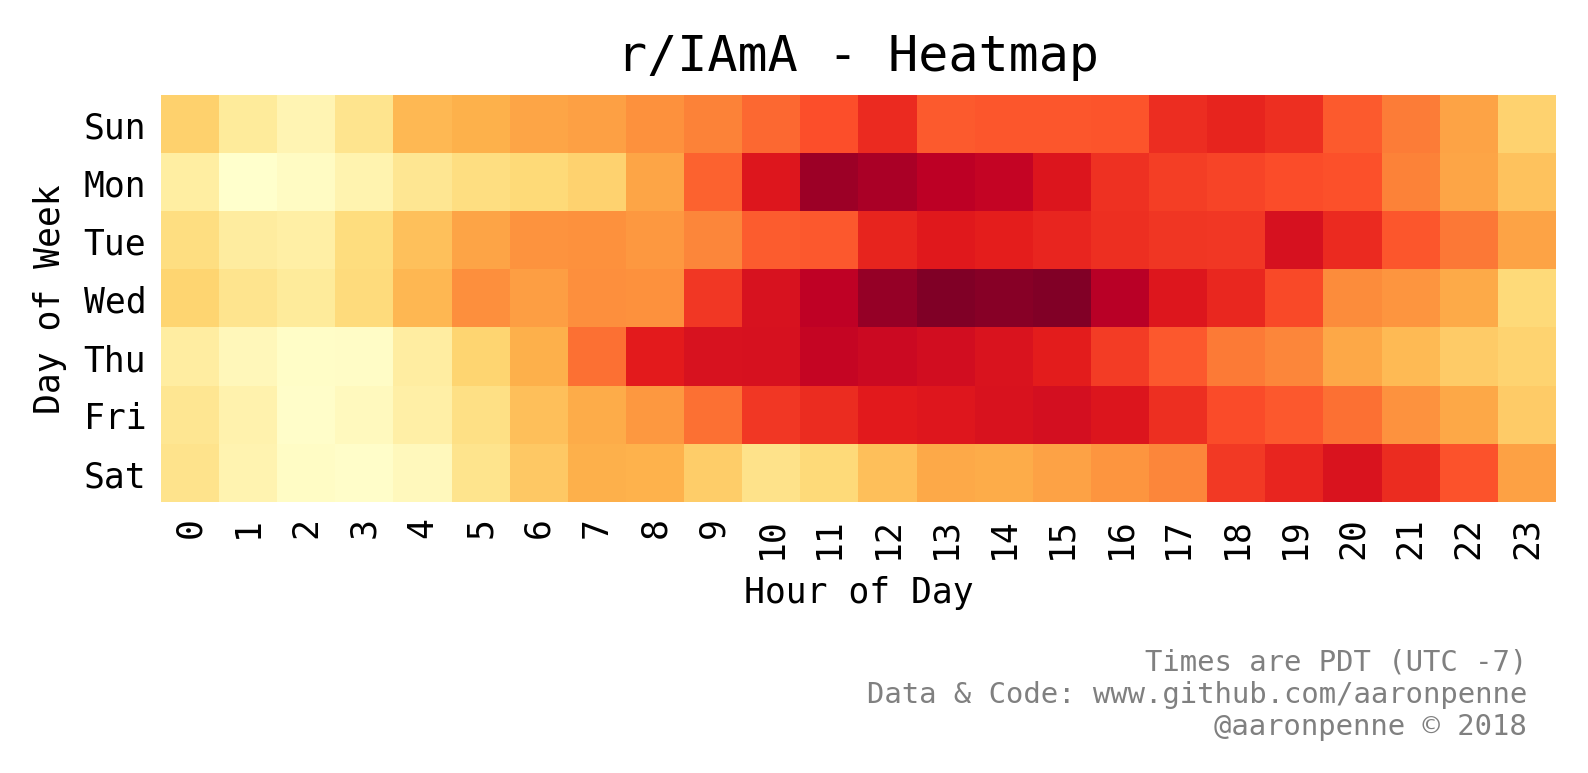 r/IAmA - Heatmap
Day of Week
Sun
Mon
Tue
Wed
Thu
Fri
Sat
0 1 2 3 4 5 6 7 8 9 10 11 12 13 14 15 16 17 18 19 20 21 22 23
Hour of Day
Times are PDT (UTC -7)
Data & Code: www.github.com/aaronpenne
@aaronpenne © 2018